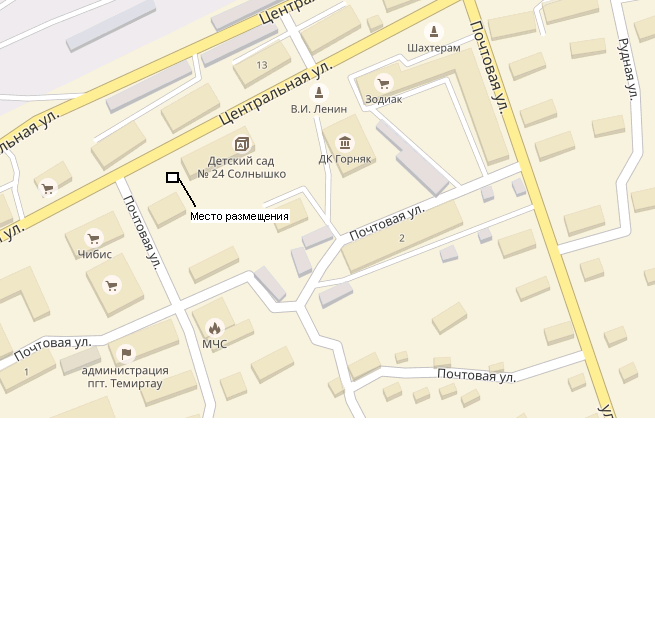 Центральная ул.
Шахтерам
Почтовая ул.
Рудная ул.
13
Центральная ул.
Зодиак
В.И. Ленин
льная ул.
Детский сад
№ 24 Солнышко
ДК Горняк
Место размещения
Почтовая ул.
Почтовая ул.
2
ул.
Чибис
МЧС
Почтовая ул.
1
администрация
пгт. Темиртау
Почтовая ул.